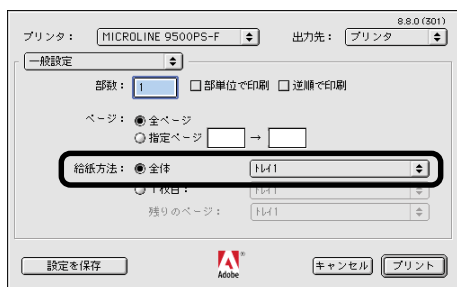 8.8.0 (301)
プリンタ： MICROLINE 9500PS-F 出力先： プリンタ
一般設定
部数： 1 部単位で印刷 逆順で印刷
ページ： 全ページ
指定ページ →
給紙方法： 全体 トレイ1
1 枚目： トレイ1
残りのページ： トレイ1
設定を保存 Adobe キャンセル プリント